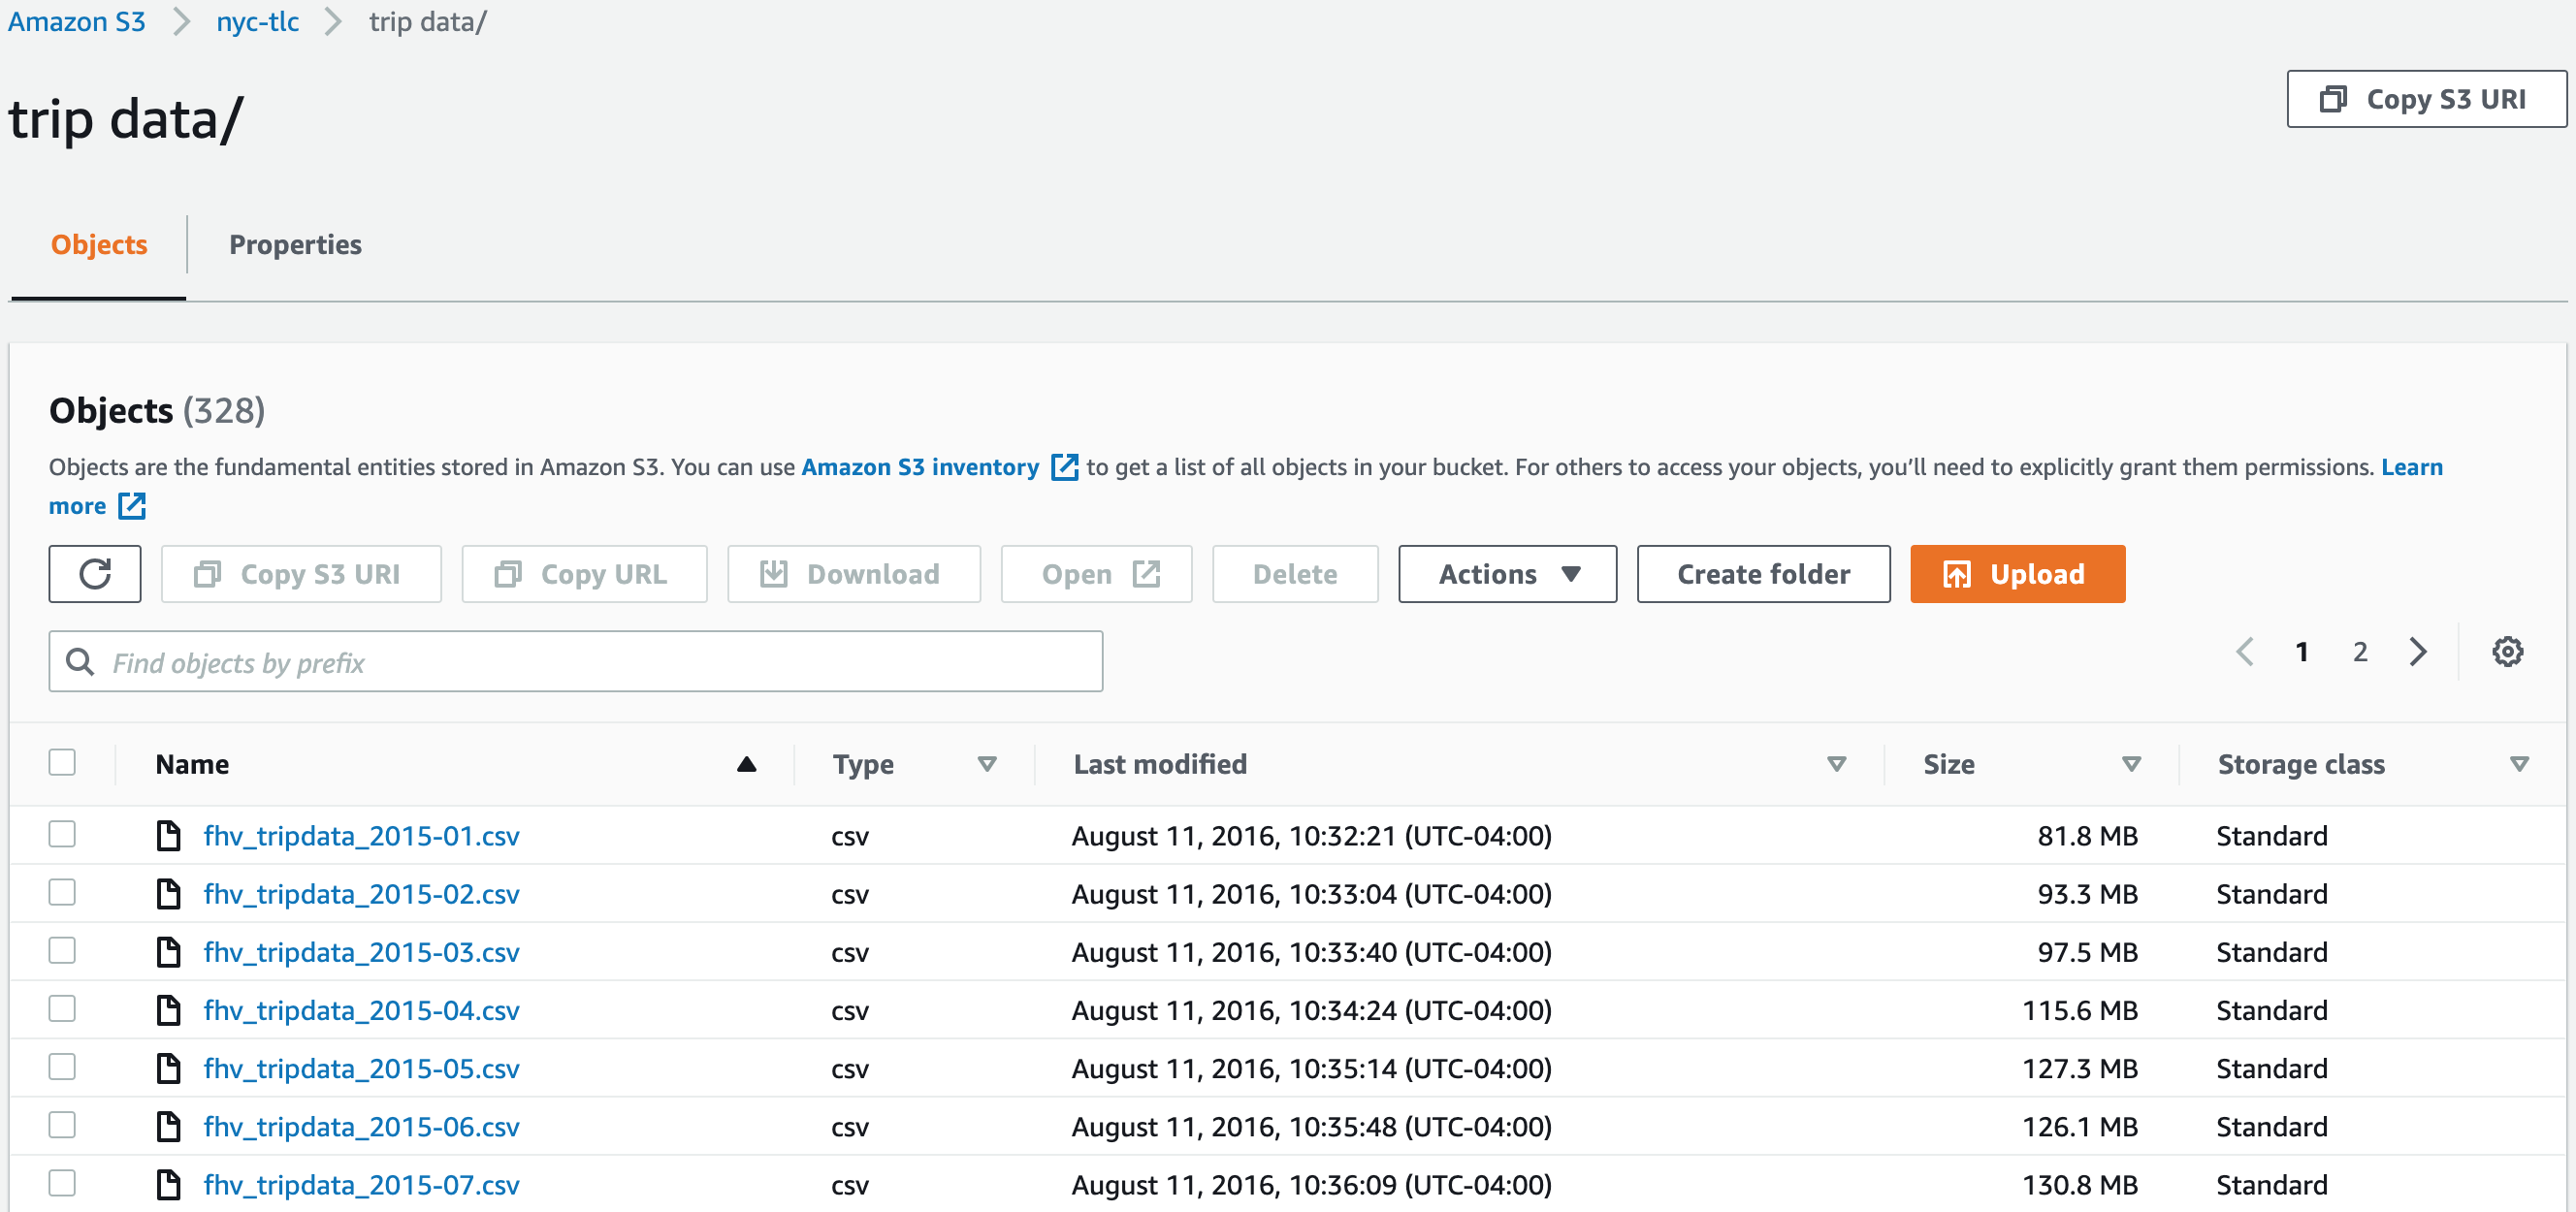 Amazon S3 nyc-tlc trip data/
trip data/
Copy S3 URI
Objects Properties
Objects (328)
Objects are the fundamental entities stored in Amazon S3. You can use Amazon S3 inventory to get a list of all objects in your bucket. For others to access your objects, you’ll need to explicitly grant them permissions. Learn
more
Copy S3 URI Copy URL Download Open Delete Actions Create folder Upload
Find objects by prefix 1 2
Name Type Last modified Size Storage class
fhv_tripdata_2015-01.csv csv August 11, 2016, 10:32:21 (UTC-04:00) 81.8 MB Standard
fhv_tripdata_2015-02.csv csv August 11, 2016, 10:33:04 (UTC-04:00) 93.3 MB Standard
fhv_tripdata_2015-03.csv csv August 11, 2016, 10:33:40 (UTC-04:00) 97.5 MB Standard
fhv_tripdata_2015-04.csv csv August 11, 2016, 10:34:24 (UTC-04:00) 115.6 MB Standard
fhv_tripdata_2015-05.csv csv August 11, 2016, 10:35:14 (UTC-04:00) 127.3 MB Standard
fhv_tripdata_2015-06.csv csv August 11, 2016, 10:35:48 (UTC-04:00) 126.1 MB Standard
fhv_tripdata_2015-07.csv csv August 11, 2016, 10:36:09 (UTC-04:00) 130.8 MB Standard